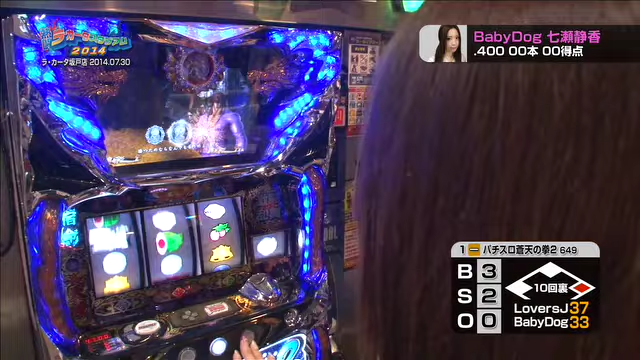 2014
ラ・カータ坂戸店 2014.07.30
BabyDog 七瀬静香
.400 00本 00得点
1 パチスロ蒼天の拳2 649
B 3
S 2
O 0
10回裏
LoversJ 37
BabyDog 33